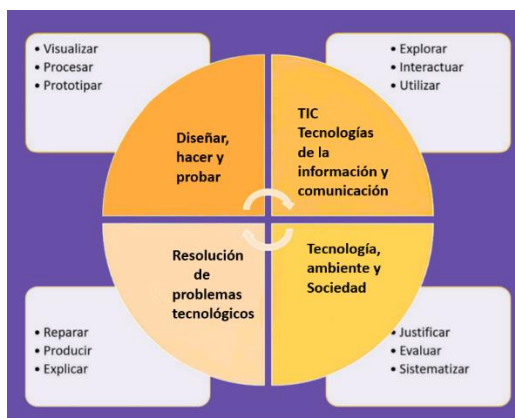 • Visualizar
• Procesar
• Prototipar
• Explorar
• Interactuar
• Utilizar
Diseñar,
hacer y
probar
TIC
Tecnologías
de la
información y
comunicación
Resolución
de
problemas
tecnológicos
Tecnología,
ambiente y
Sociedad
• Reparar
• Producir
• Explicar
• Justificar
• Evaluar
• Sistematizar